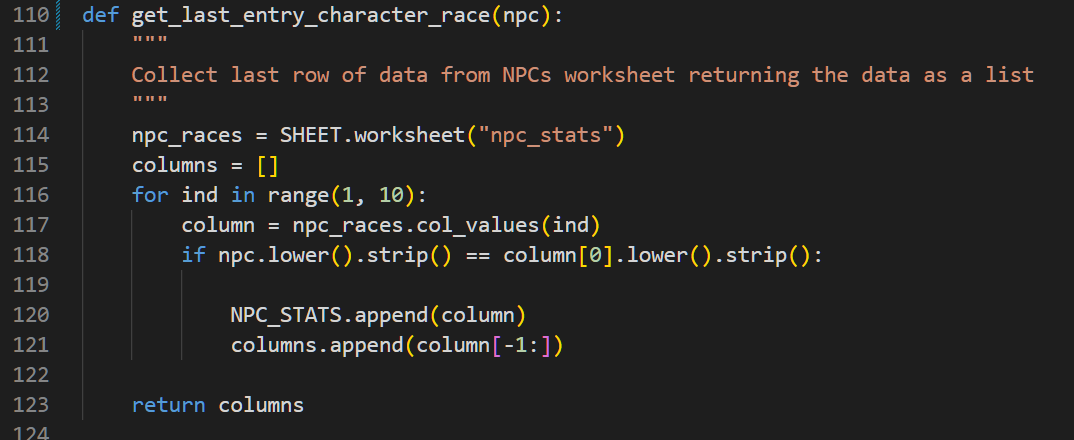 110 def get_last_entry_character_race(npc):
111     """
112     Collect last row of data from NPCs worksheet returning the data as a list
113     """
114     npc_races = SHEET.worksheet("npc_stats")
115     columns = []
116     for ind in range(1, 10):
117         column = npc_races.col_values(ind)
118         if npc.lower().strip() == column[0].lower().strip():
119
120             NPC_STATS.append(column)
121             columns.append(column[-1:])
122
123     return columns
124